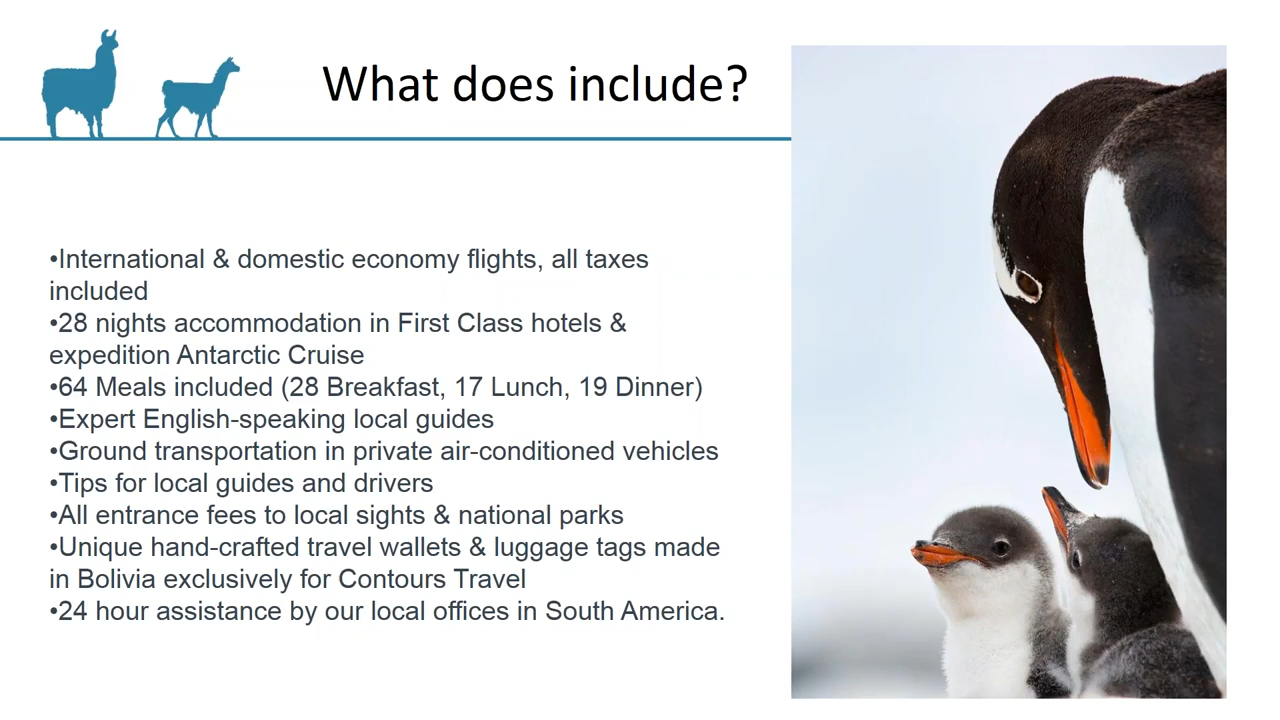 What does include?
•International & domestic economy flights, all taxes
included
•28 nights accommodation in First Class hotels &
expedition Antarctic Cruise
•64 Meals included (28 Breakfast, 17 Lunch, 19 Dinner)
•Expert English-speaking local guides
•Ground transportation in private air-conditioned vehicles
•Tips for local guides and drivers
•All entrance fees to local sights & national parks
•Unique hand-crafted travel wallets & luggage tags made
in Bolivia exclusively for Contours Travel
•24 hour assistance by our local offices in South America.